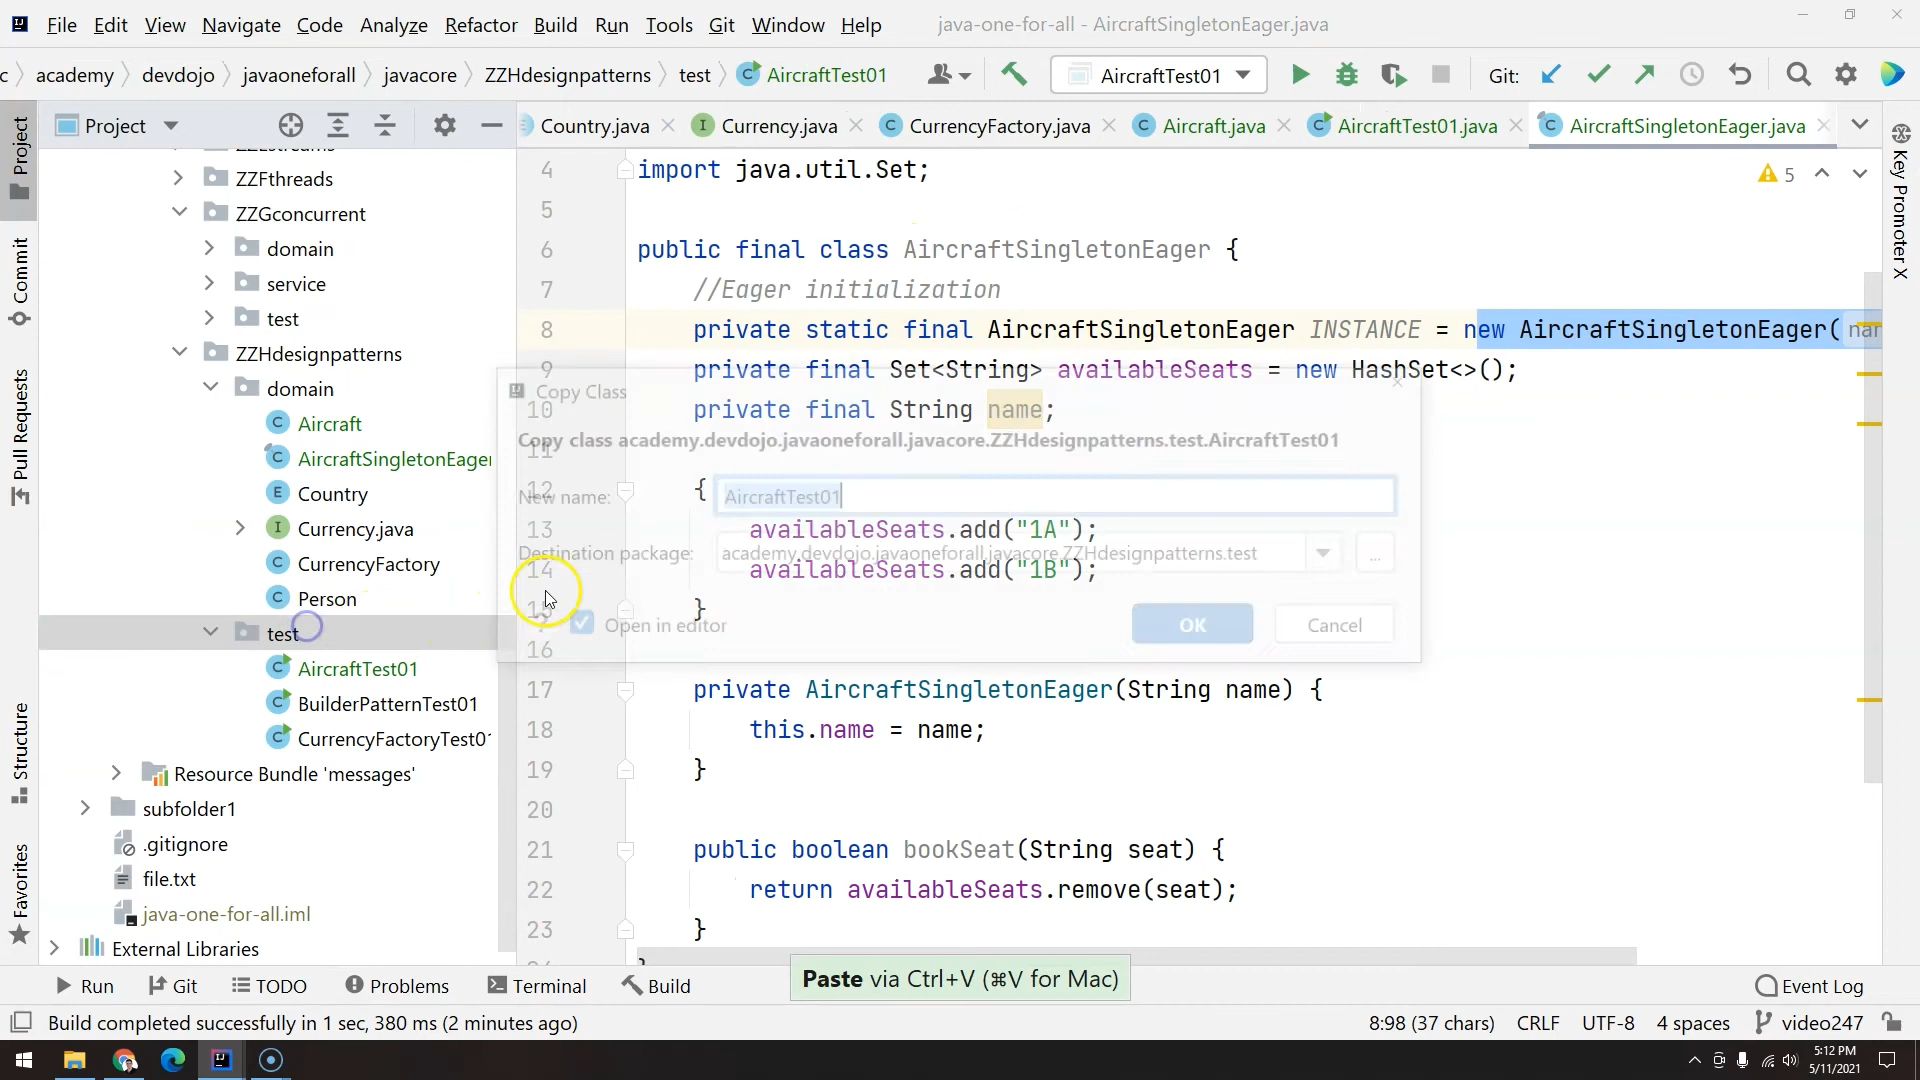 File Edit View Navigate Code Analyze Refactor Build Run Tools Git Window Help java-one-for-all - AircraftSingletonEager.java
c academy devdojo javaoneforall javacore ZZHdesignpatterns test AircraftTest01 AircraftTest01 Git:
Project Country.java Currency.java CurrencyFactory.java Aircraft.java AircraftTest01.java AircraftSingletonEager.java
Project
Commit
Pull Requests
Structure
Favorites
ZZFthreads
ZZGconcurrent
domain
service
test
ZZHdesignpatterns
domain
Aircraft
AircraftSingletonEager
Country
Currency.java
CurrencyFactory
Person
test
AircraftTest01
BuilderPatternTest01
CurrencyFactoryTest01
Resource Bundle 'messages'
subfolder1
.gitignore
file.txt
java-one-for-all.iml
External Libraries
5
4 import java.util.Set;
5
6 public final class AircraftSingletonEager {
7 //Eager initialization
8 private static final AircraftSingletonEager INSTANCE = new AircraftSingletonEager( nar
9 private final Set<String> availableSeats = new HashSet<>();
10 private final String name;
11
12 {
13 availableSeats.add("1A");
14 availableSeats.add("1B");
15 }
16
17 private AircraftSingletonEager(String name) {
18 this.name = name;
19 }
20
21 public boolean bookSeat(String seat) {
22 return availableSeats.remove(seat);
23 }
Copy Class
Copy class academy.devdojo.javaoneforall.javacore.ZZHdesignpatterns.test.AircraftTest01
New name: AircraftTest01
Destination package: academy.devdojo.javaoneforall.javacore.ZZHdesignpatterns.test ...
? Open in editor OK Cancel
Key Promoter X
Paste via Ctrl+V (⌘V for Mac)
Run Git TODO Problems Terminal Build Event Log
Build completed successfully in 1 sec, 380 ms (2 minutes ago) 8:98 (37 chars) CRLF UTF-8 4 spaces video247
5:12 PM
5/11/2021